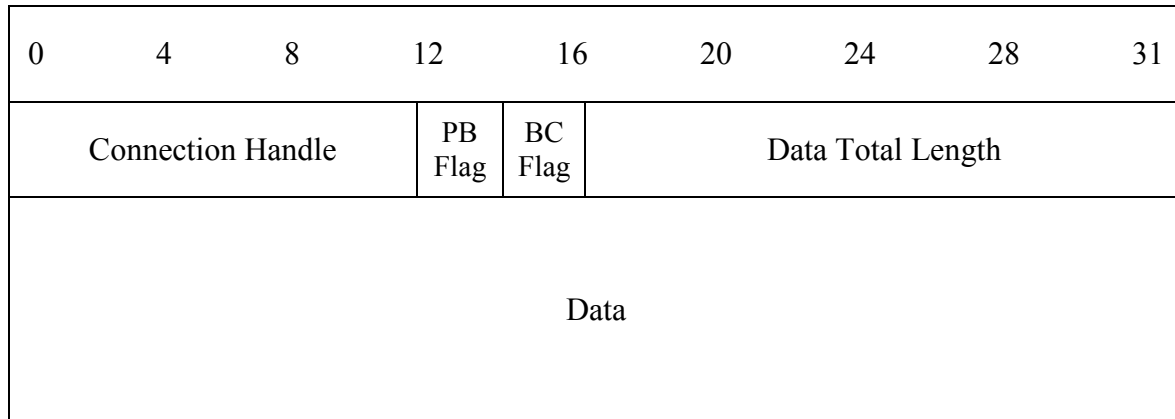 0 4 8 12 16 20 24 28 31
Connection Handle PB Flag BC Flag Data Total Length
Data